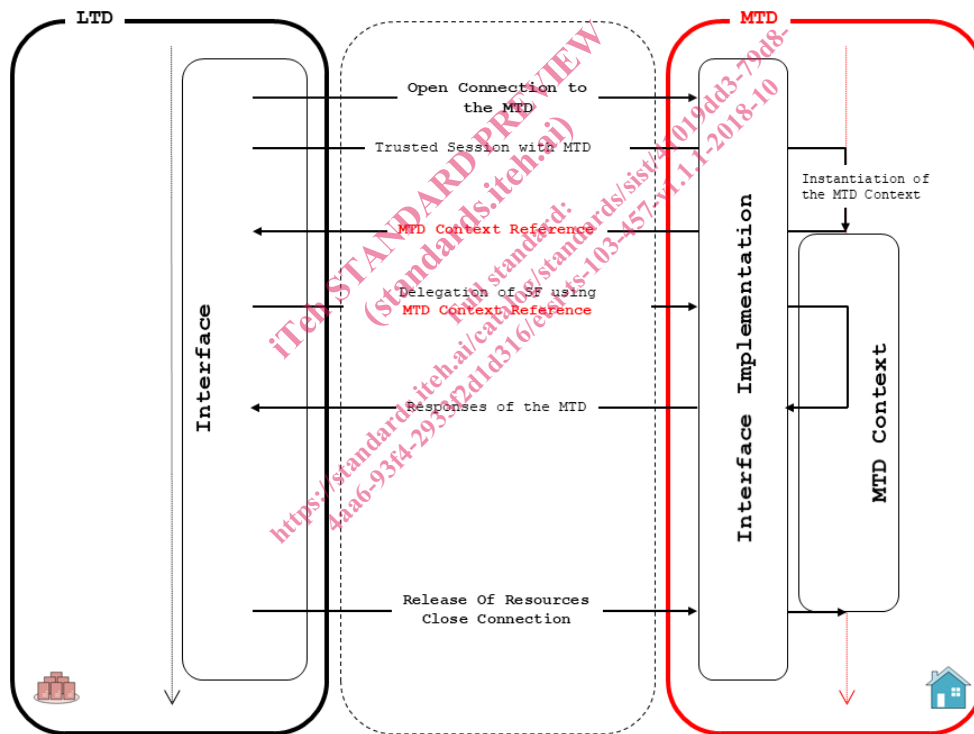 LTD
MTD
Open Connection to
the MTD
Trusted Session with MTD
Instantiation of
the MTD Context
MTD Context Reference
Delegation of SF using
MTD Context Reference
Responses of the MTD
Release Of Resources
Close Connection
Interface
Interface Implementation
MTD Context
iTeh STANDARD PREVIEW
(standards.iteh.ai)
Full standard:
https://standards.iteh.ai/catalog/standards/sist/41019dd3-79d8-
4aa6-93f4-2933f2d1d316/etsi-ts-103-457-v1.1.1-2018-10